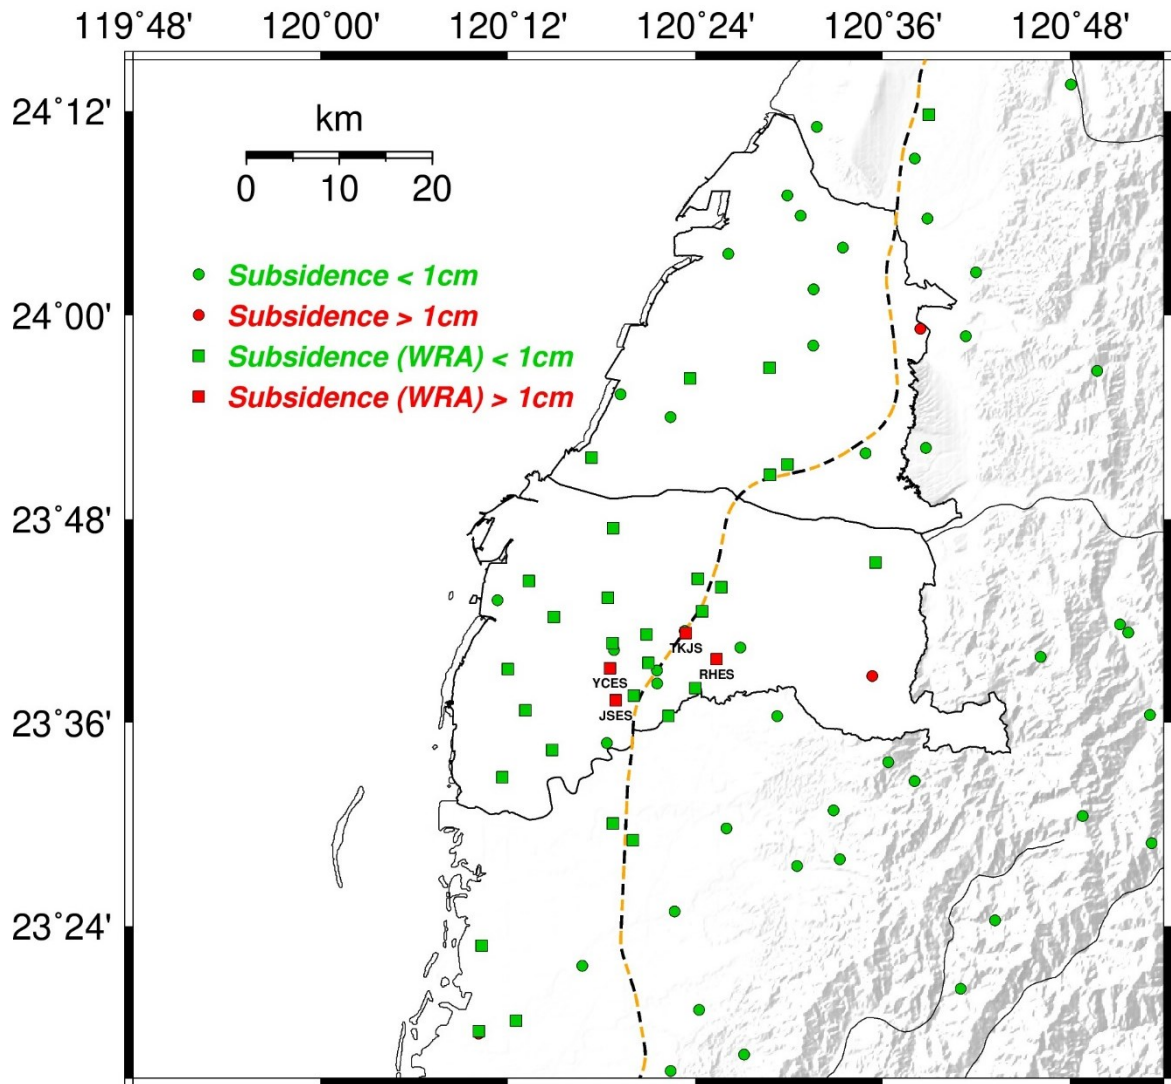 119°48' 120°00' 120°12' 120°24' 120°36' 120°48'
24°12'
km
0 10 20
Subsidence < 1cm
Subsidence > 1cm
24°00'
Subsidence (WRA) < 1cm
Subsidence (WRA) > 1cm
23°48'
TKJS
RHES
YCES
JSES
23°36'
23°24'